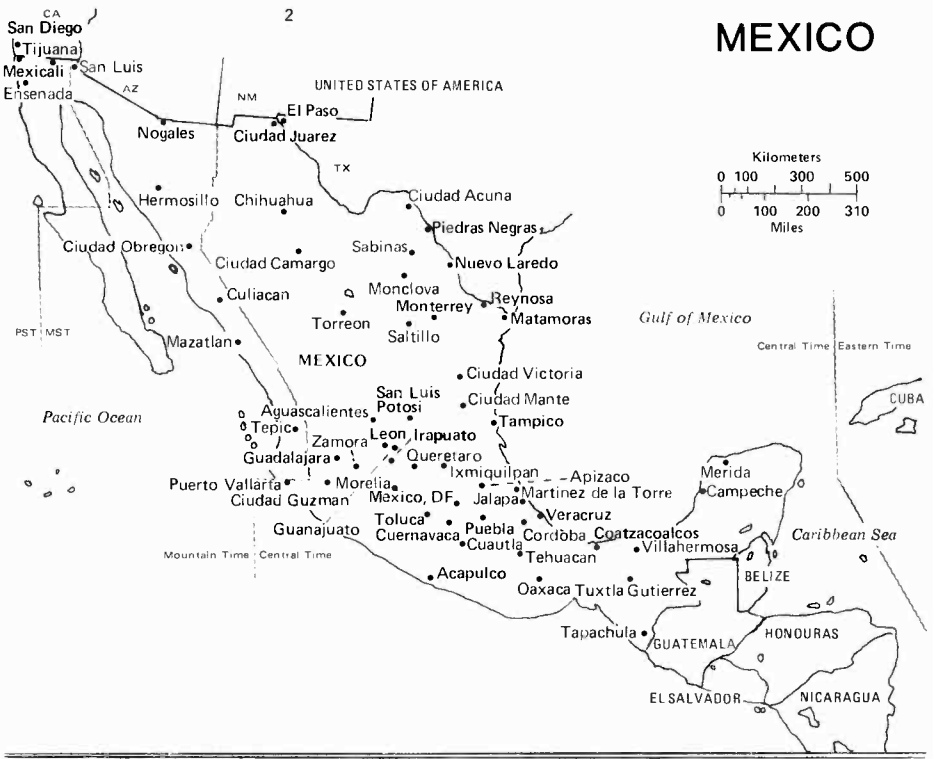 CA
2
San Diego
MEXICO
Tijuana
Mexicali
San Luis
Ensenada
AZ
NM
UNITED STATES OF AMERICA
El Paso
Nogales
Ciudad Juarez
TX
Kilometers
0 100 300 500
0 100 200 310
Miles
Hermosillo
Chihuahua
Ciudad Acuna
Piedras Negras
Ciudad Obregon
Sabinas
Ciudad Camargo
Nuevo Laredo
Monclova
Culiacan
Monterrey
Reynosa
Torreon
Matamoras
Gulf of Mexico
Saltillo
PST MST
Mazatlan
Central Time Eastern Time
MEXICO
Ciudad Victoria
San Luis
Potosi
Ciudad Mante
CUBA
Pacific Ocean
Aguascalientes
Tepic
Tampico
Zamora
Leon
Irapuato
Guadalajara
Queretaro
Ixmiquilpan
Apizaco
Merida
Puerto Vallarta
Morelia
Martinez de la Torre
Campeche
Ciudad Guzman
Mexico, DF
Jalapa
Guanajuato
Toluca
Puebla
Veracruz
Cuernavaca
Cordoba
Coatzacoalcos
Caribbean Sea
Cuautla
Tehuacan
Villahermosa
Mountain Time Central Time
Acapulco
BELIZE
Oaxaca
Tuxtla Gutierrez
Tapachula
GUATEMALA
HONOURAS
EL SALVADOR
NICARAGUA